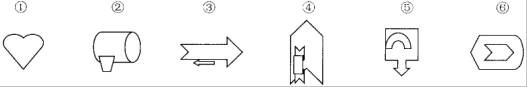 ① ② ③ ④ ⑤ ⑥